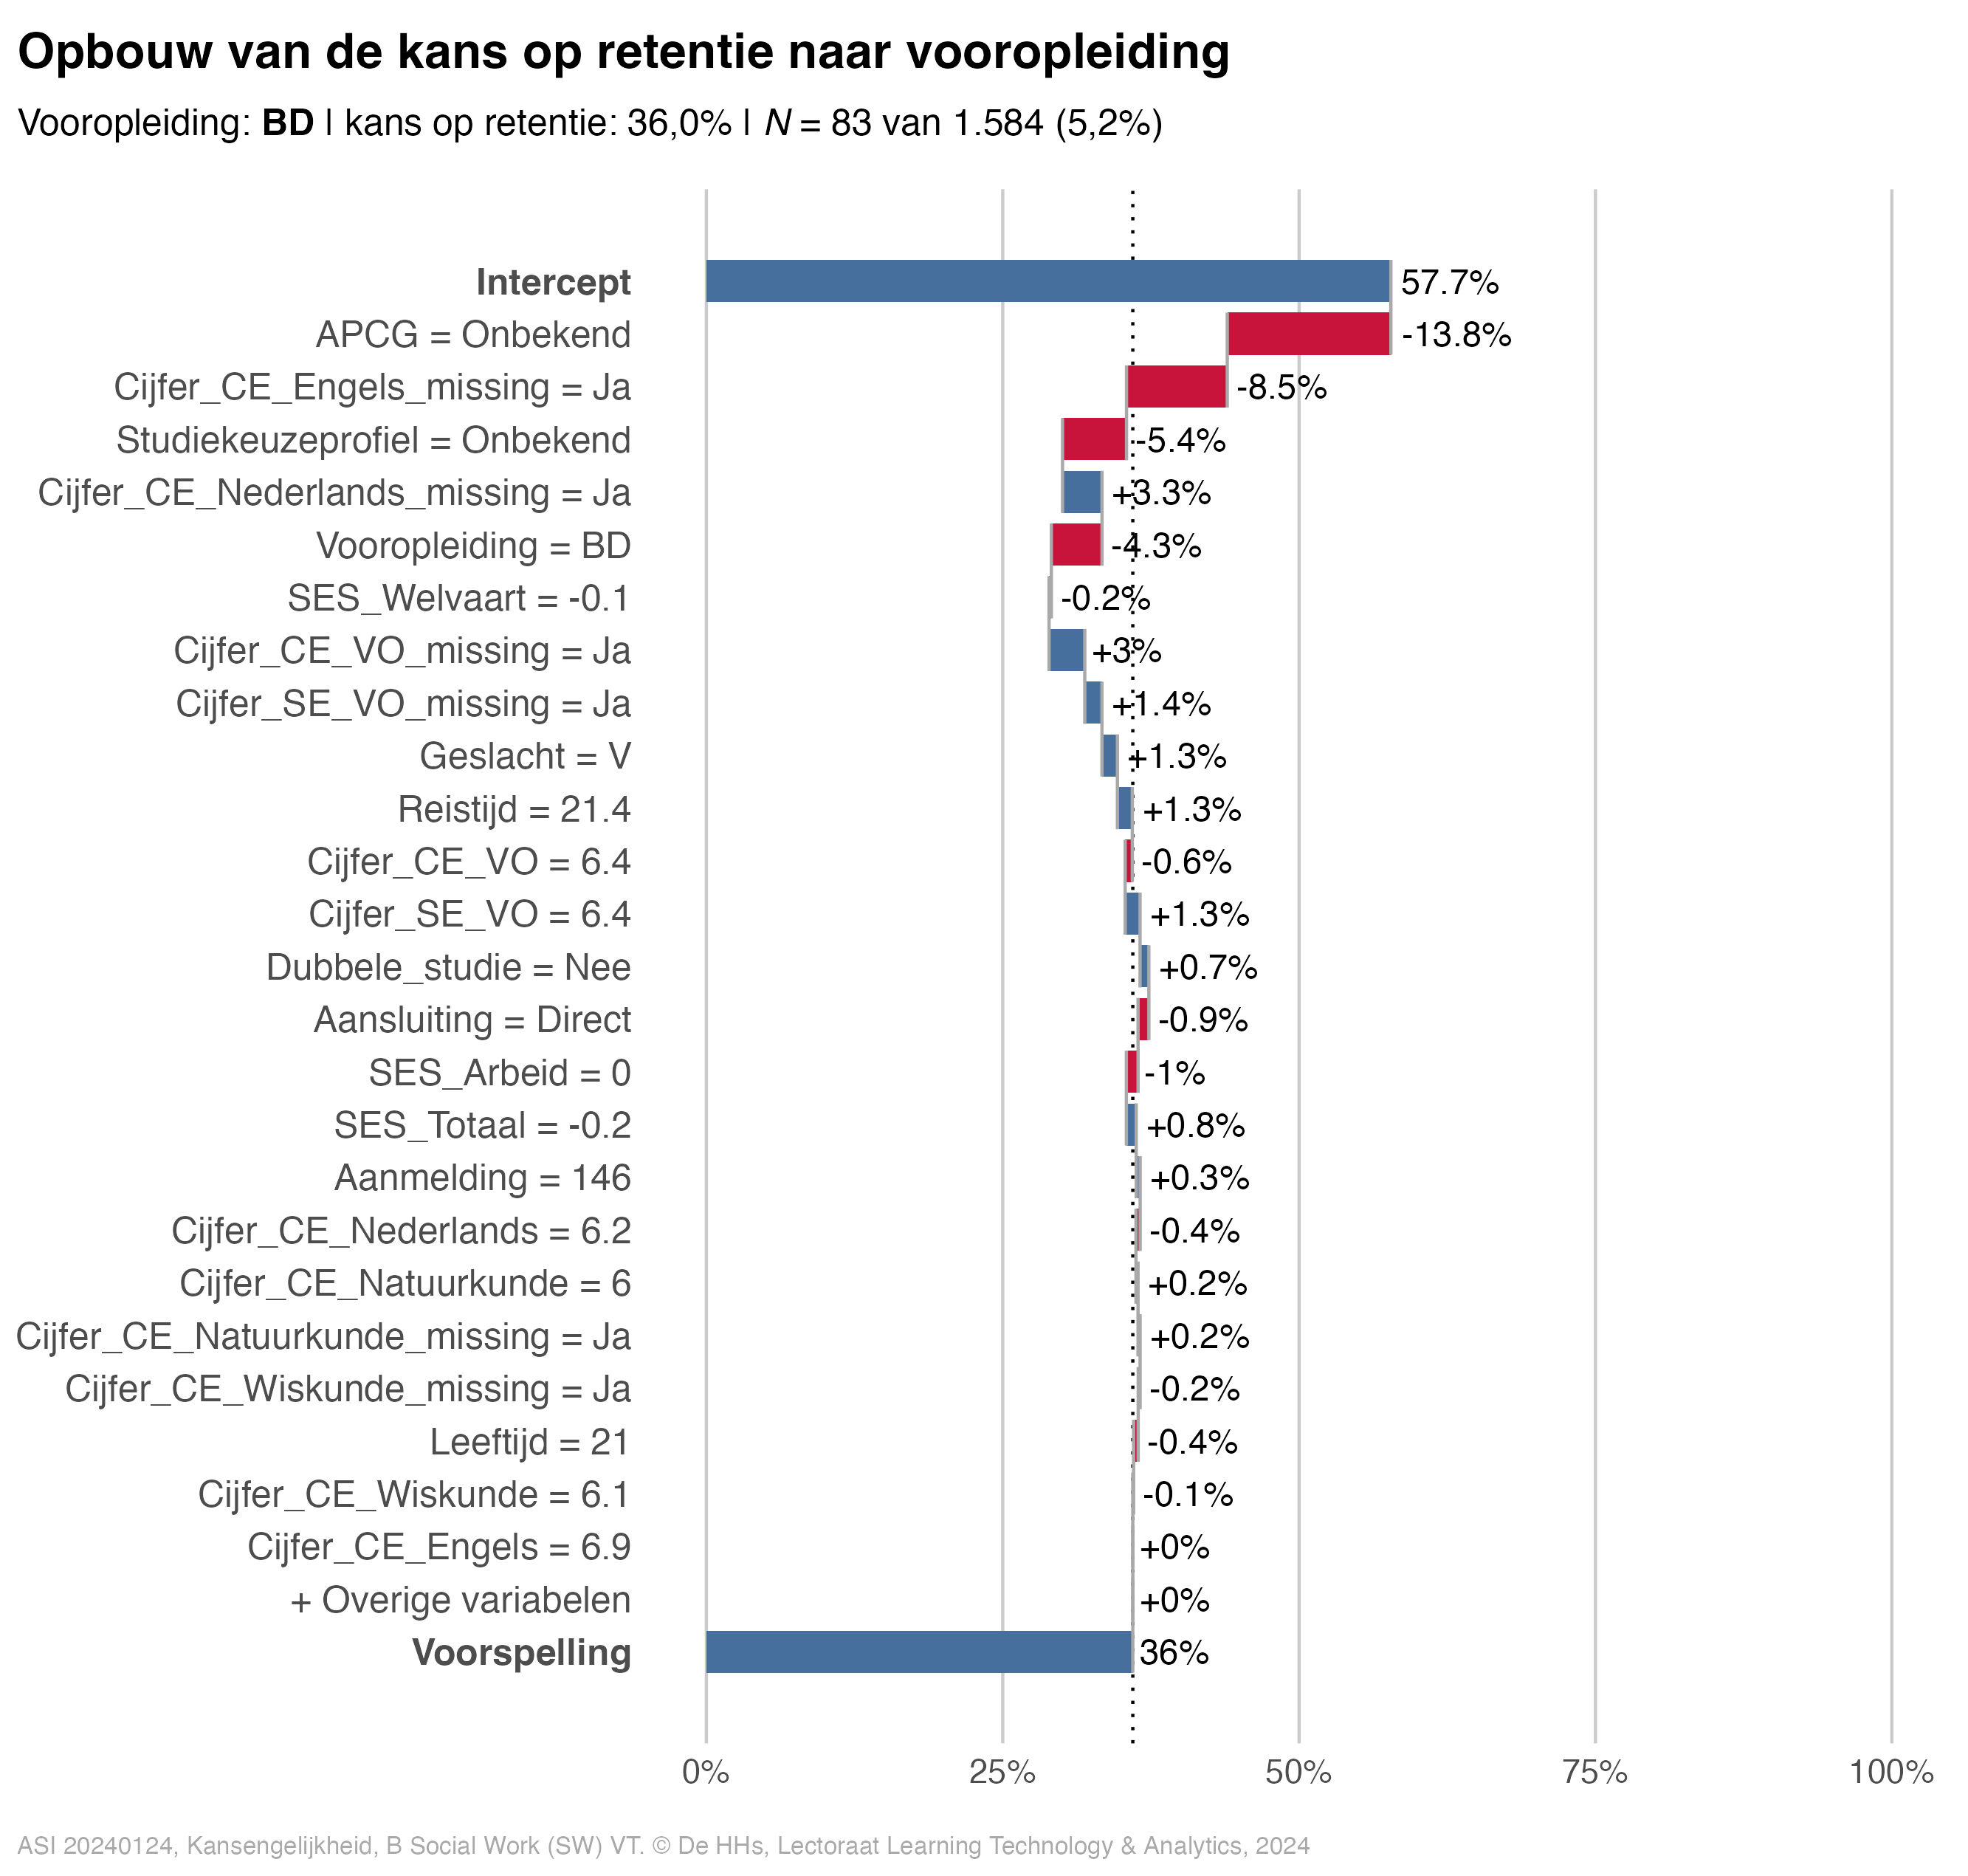 Opbouw van de kans op retentie naar vooropleiding
Vooropleiding: BD | kans op retentie: 36,0% | N = 83 van 1.584 (5,2%)
Intercept 57.7%
APCG = Onbekend -13.8%
Cijfer_CE_Engels_missing = Ja -8.5%
Studiekeuzeprofiel = Onbekend -5.4%
Cijfer_CE_Nederlands_missing = Ja +3.3%
Vooropleiding = BD -4.3%
SES_Welvaart = -0.1 -0.2%
Cijfer_CE_VO_missing = Ja +3%
Cijfer_SE_VO_missing = Ja +1.4%
Geslacht = V +1.3%
Reistijd = 21.4 +1.3%
Cijfer_CE_VO = 6.4 -0.6%
Cijfer_SE_VO = 6.4 +1.3%
Dubbele_studie = Nee +0.7%
Aansluiting = Direct -0.9%
SES_Arbeid = 0 -1%
SES_Totaal = -0.2 +0.8%
Aanmelding = 146 +0.3%
Cijfer_CE_Nederlands = 6.2 -0.4%
Cijfer_CE_Natuurkunde = 6 +0.2%
Cijfer_CE_Natuurkunde_missing = Ja +0.2%
Cijfer_CE_Wiskunde_missing = Ja -0.2%
Leeftijd = 21 -0.4%
Cijfer_CE_Wiskunde = 6.1 -0.1%
Cijfer_CE_Engels = 6.9 +0%
+ Overige variabelen +0%
Voorspelling 36%
0% 25% 50% 75% 100%
ASI 20240124, Kansengelijkheid, B Social Work (SW) VT. © De HHs, Lectoraat Learning Technology & Analytics, 2024